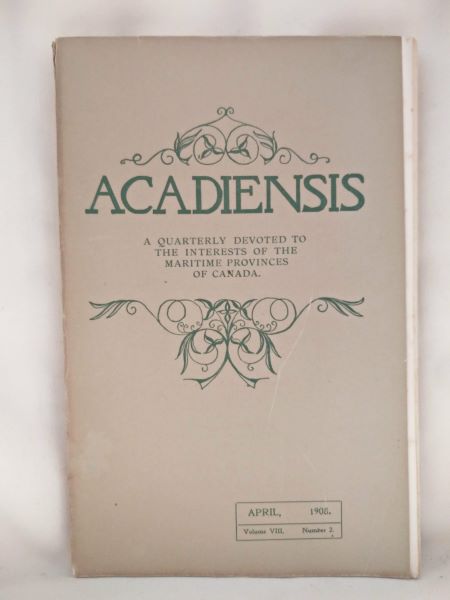 ACADIENSIS
A QUARTERLY DEVOTED TO
THE INTERESTS OF THE
MARITIME PROVINCES
OF CANADA.
APRIL, 1908.
Volume VIII. Number 2.